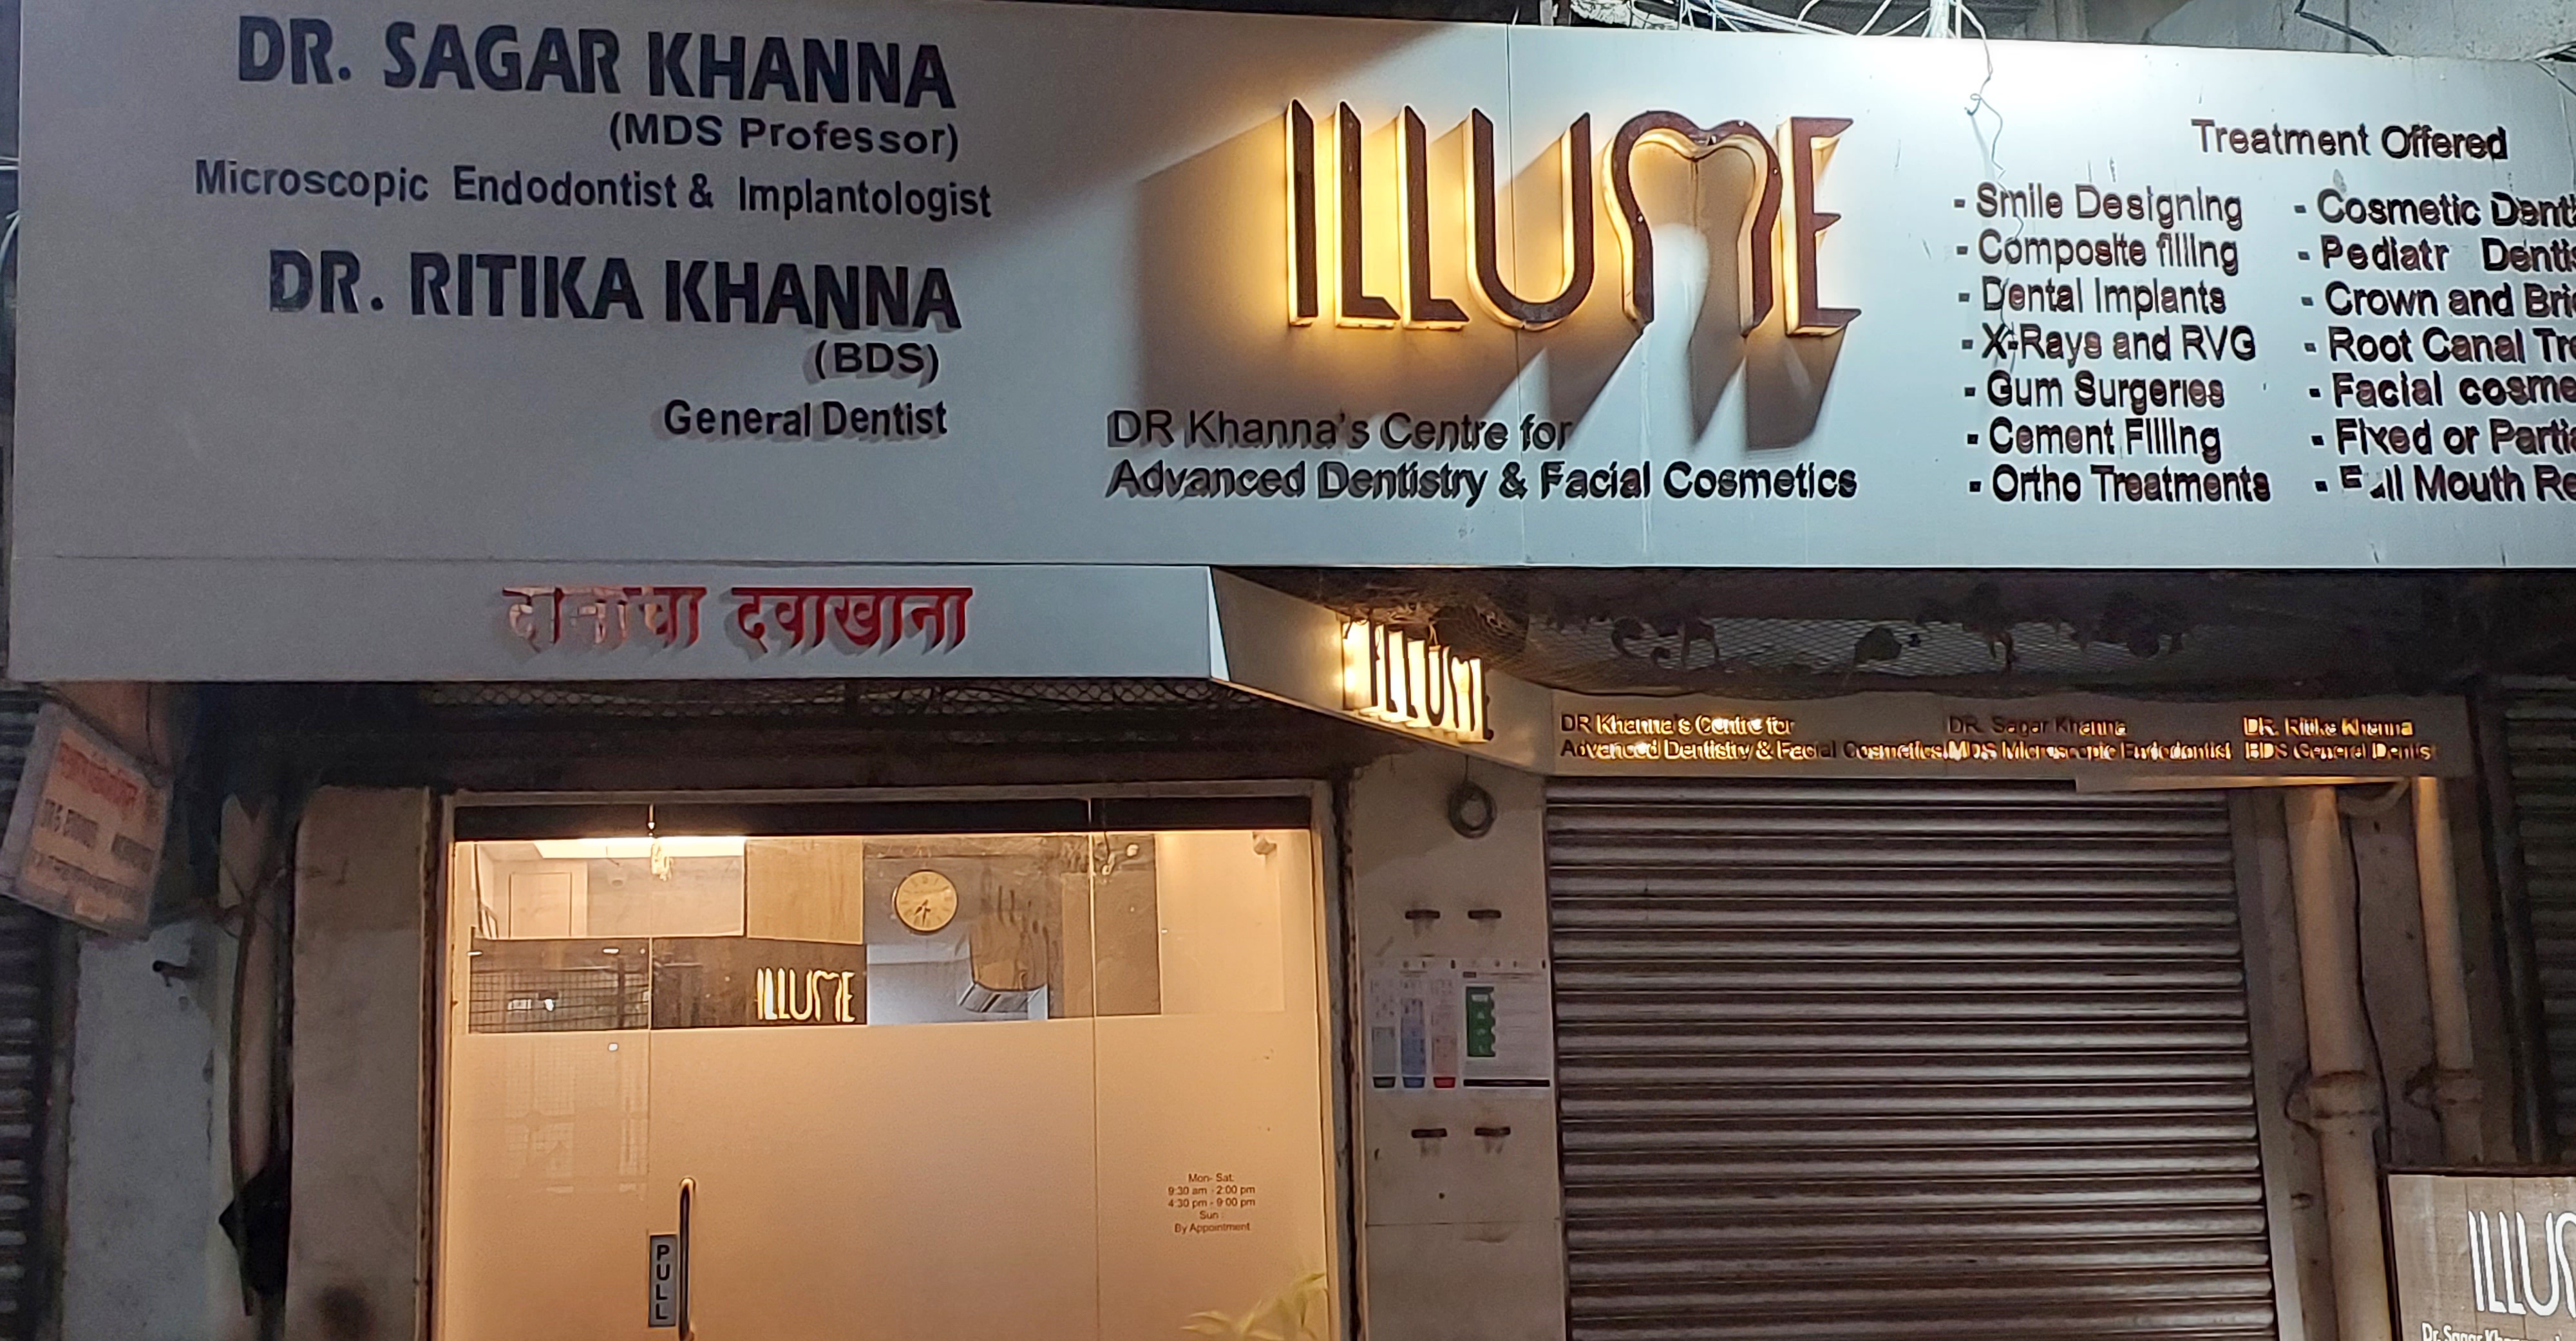 DR. SAGAR KHANNA
(MDS Professor)
Microscopic Endodontist & Implantologist
DR. RITIKA KHANNA
(BDS)
General Dentist
ILLUME
DR Khanna's Centre for
Advanced Dentistry & Facial Cosmetics
Treatment Offered
- Smile Designing
- Composite filling
- Dental Implants
- X-Rays and RVG
- Gum Surgeries
- Cement Filling
- Ortho Treatments
- Cosmetic
- Pediatr
- Crown and
- Root Canal
- Facial
- Fixed or
- Mouth
दवाखाना
ILLUME
DR Khanna's Centre for
Advanced Dentistry & Facial Cosmetics
DR. Sagar Khanna
MDS Microscopic Endodontist
DR. Ritika Khanna
BDS General Dentis
ILLUME
Mon- Sat
9:30 am - 2:00 pm
4:30 pm - 9:00 pm
Sun :
By Appointment
PULL